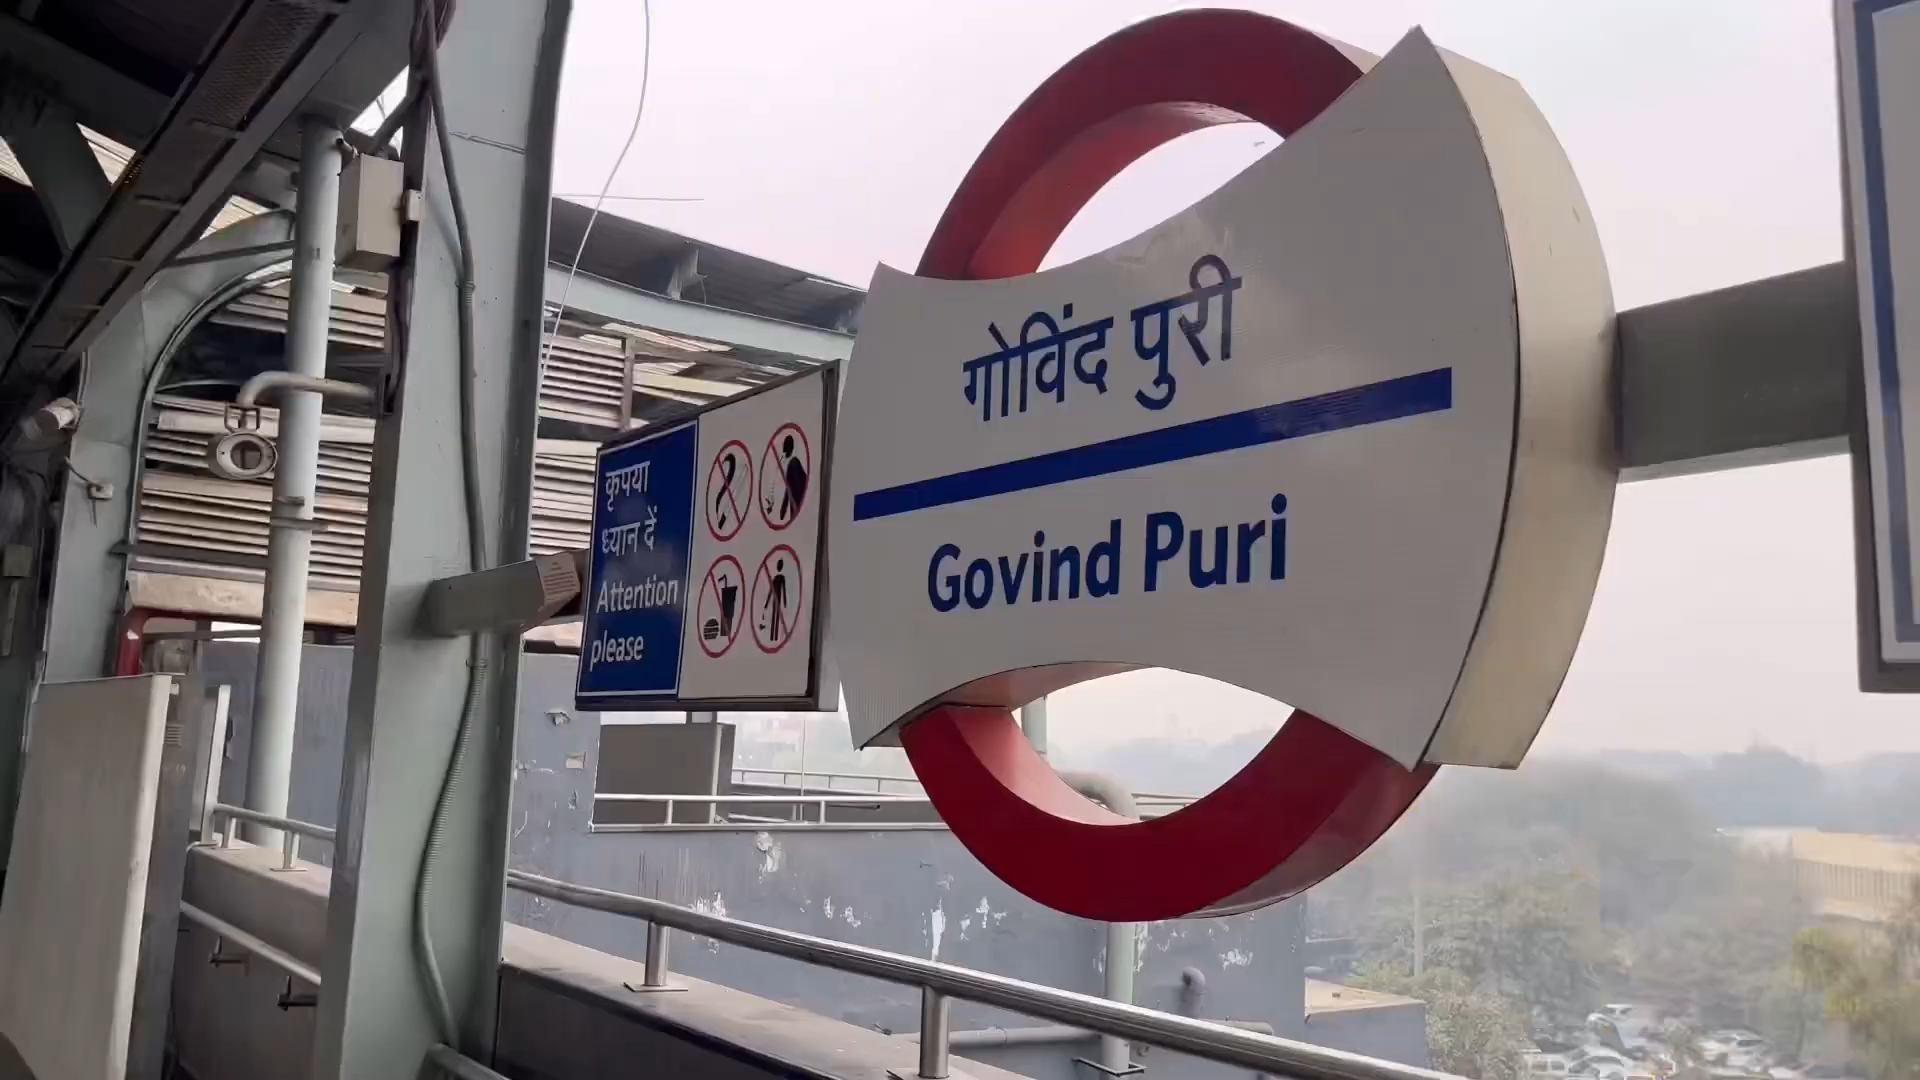 कृपया
ध्यान दें
Attention
please
गोविंद पुरी
Govind Puri